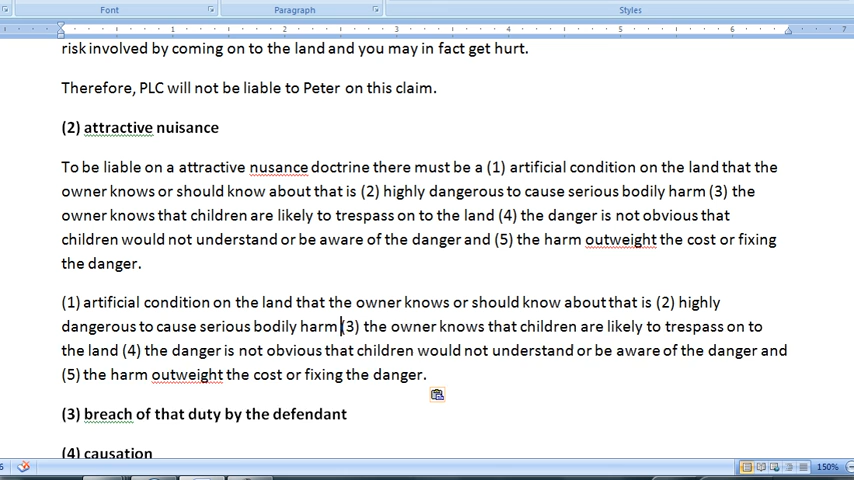 Font Paragraph Styles
1 2 3 4 5 6 7
risk involved by coming on to the land and you may in fact get hurt.
Therefore, PLC will not be liable to Peter on this claim.
(2) attractive nuisance
To be liable on a attractive nusance doctrine there must be a (1) artificial condition on the land that the
owner knows or should know about that is (2) highly dangerous to cause serious bodily harm (3) the
owner knows that children are likely to trespass on to the land (4) the danger is not obvious that
children would not understand or be aware of the danger and (5) the harm outweight the cost or fixing
the danger.
(1) artificial condition on the land that the owner knows or should know about that is (2) highly
dangerous to cause serious bodily harm (3) the owner knows that children are likely to trespass on to
the land (4) the danger is not obvious that children would not understand or be aware of the danger and
(5) the harm outweight the cost or fixing the danger.
(3) breach of that duty by the defendant
(4) causation
150%